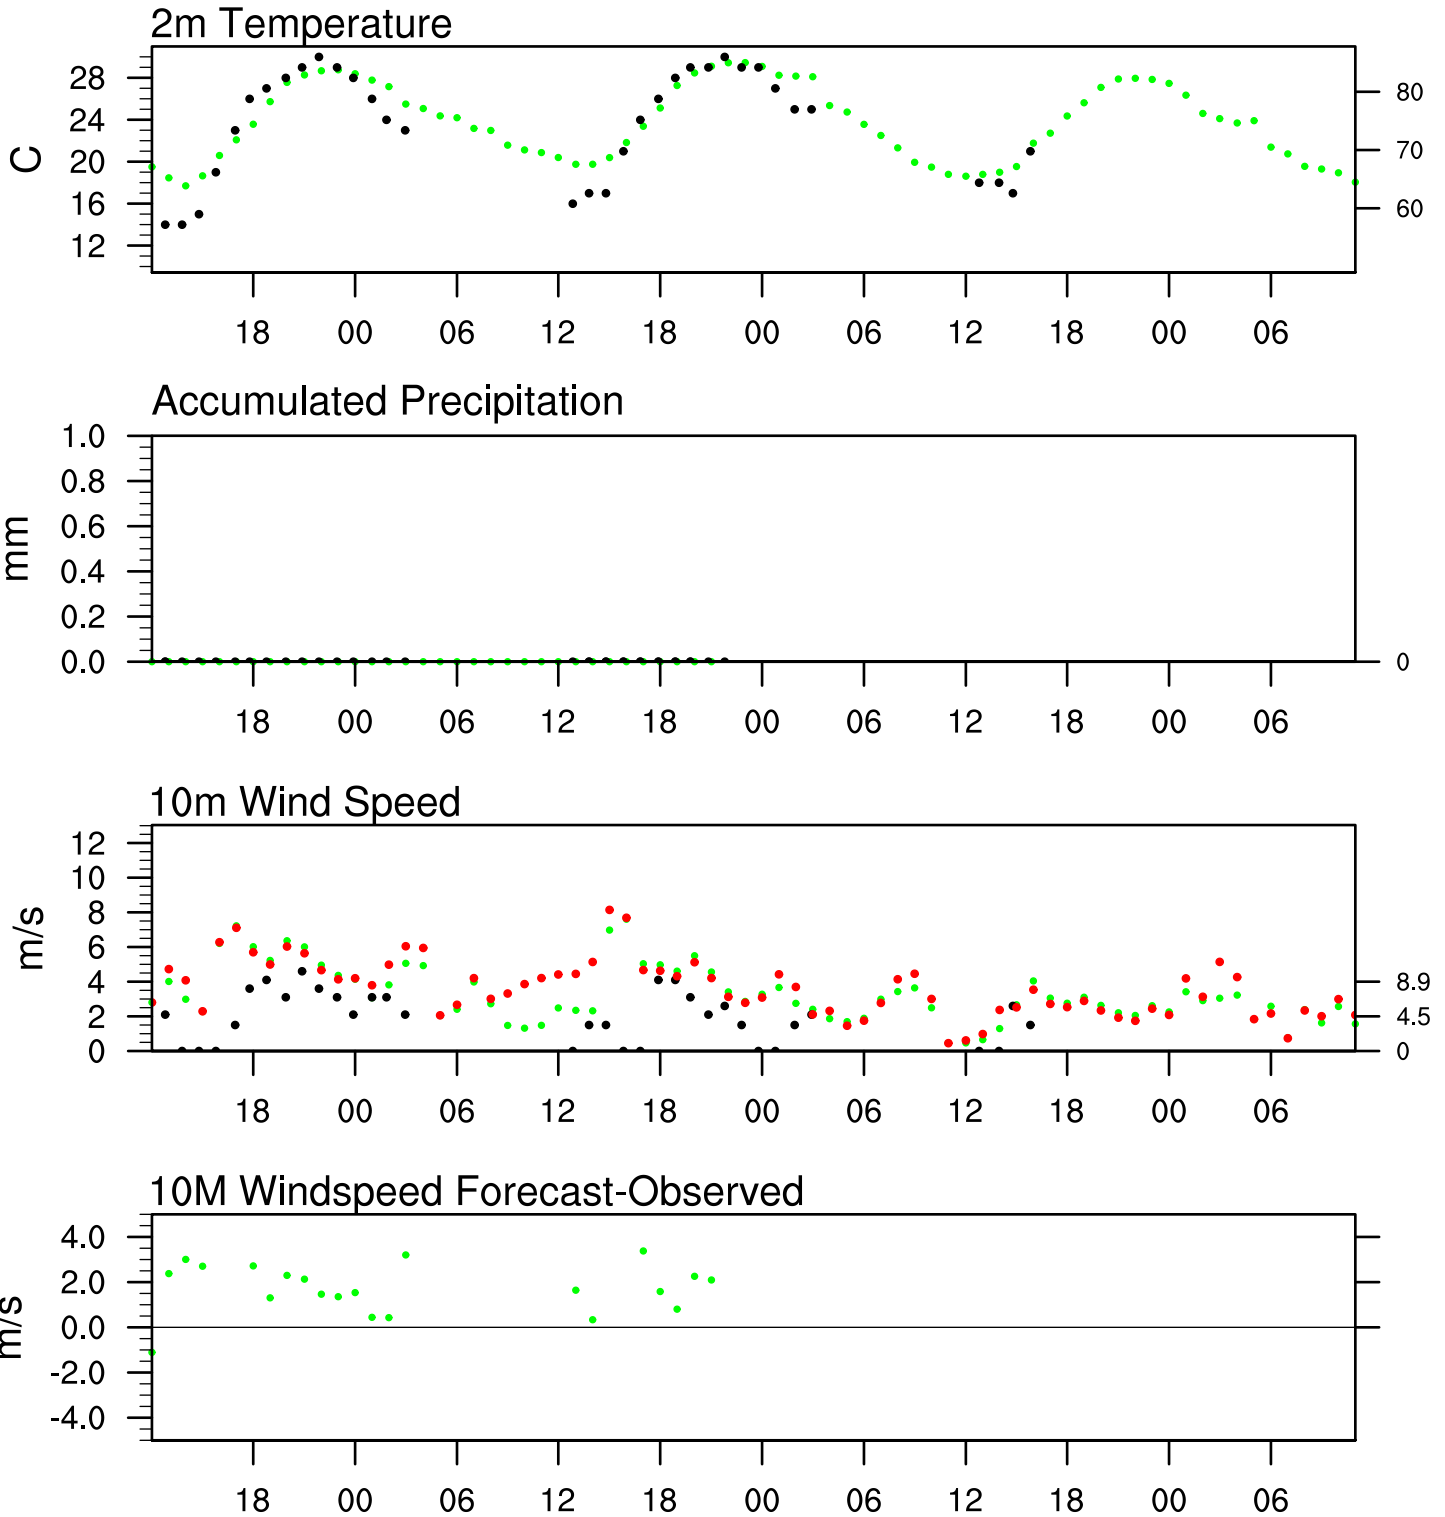 2m Temperature
28
24
20
16
12
C
80
70
60
18 00 06 12 18 00 06 12 18 00 06
Accumulated Precipitation
1.0
0.8
0.6
0.4
0.2
0.0
mm
0
18 00 06 12 18 00 06 12 18 00 06
10m Wind Speed
12
10
8
6
4
2
0
m/s
8.9
4.5
0
18 00 06 12 18 00 06 12 18 00 06
10M Windspeed Forecast-Observed
4.0
2.0
0.0
-2.0
-4.0
m/s
18 00 06 12 18 00 06 12 18 00 06